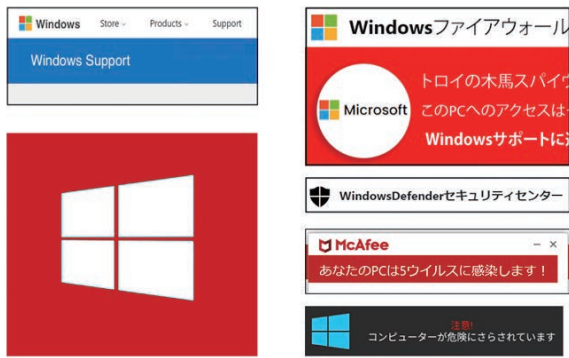 Windows Store Products Support
Windows Support
Windowsファイアウォール
トロイの木馬スパイ
Microsoft このPCへのアクセスは
Windowsサポートに
WindowsDefenderセキュリティセンター
McAfee
あなたのPCは5ウイルスに感染します！
注意!
コンピューターが危険にさらされています